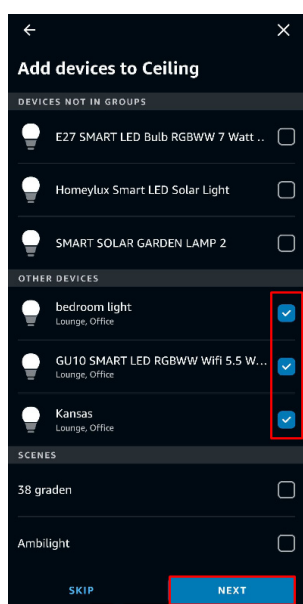 Add devices to Ceiling
DEVICES NOT IN GROUPS
E27 SMART LED Bulb RGBWW 7 Watt ..
Homeylux Smart LED Solar Light
SMART SOLAR GARDEN LAMP 2
OTHER DEVICES
bedroom light
Lounge, Office
GU10 SMART LED RGBWW Wifi 5.5 W...
Lounge, Office
Kansas
Lounge, Office
SCENES
38 graden
Ambilight
SKIP NEXT